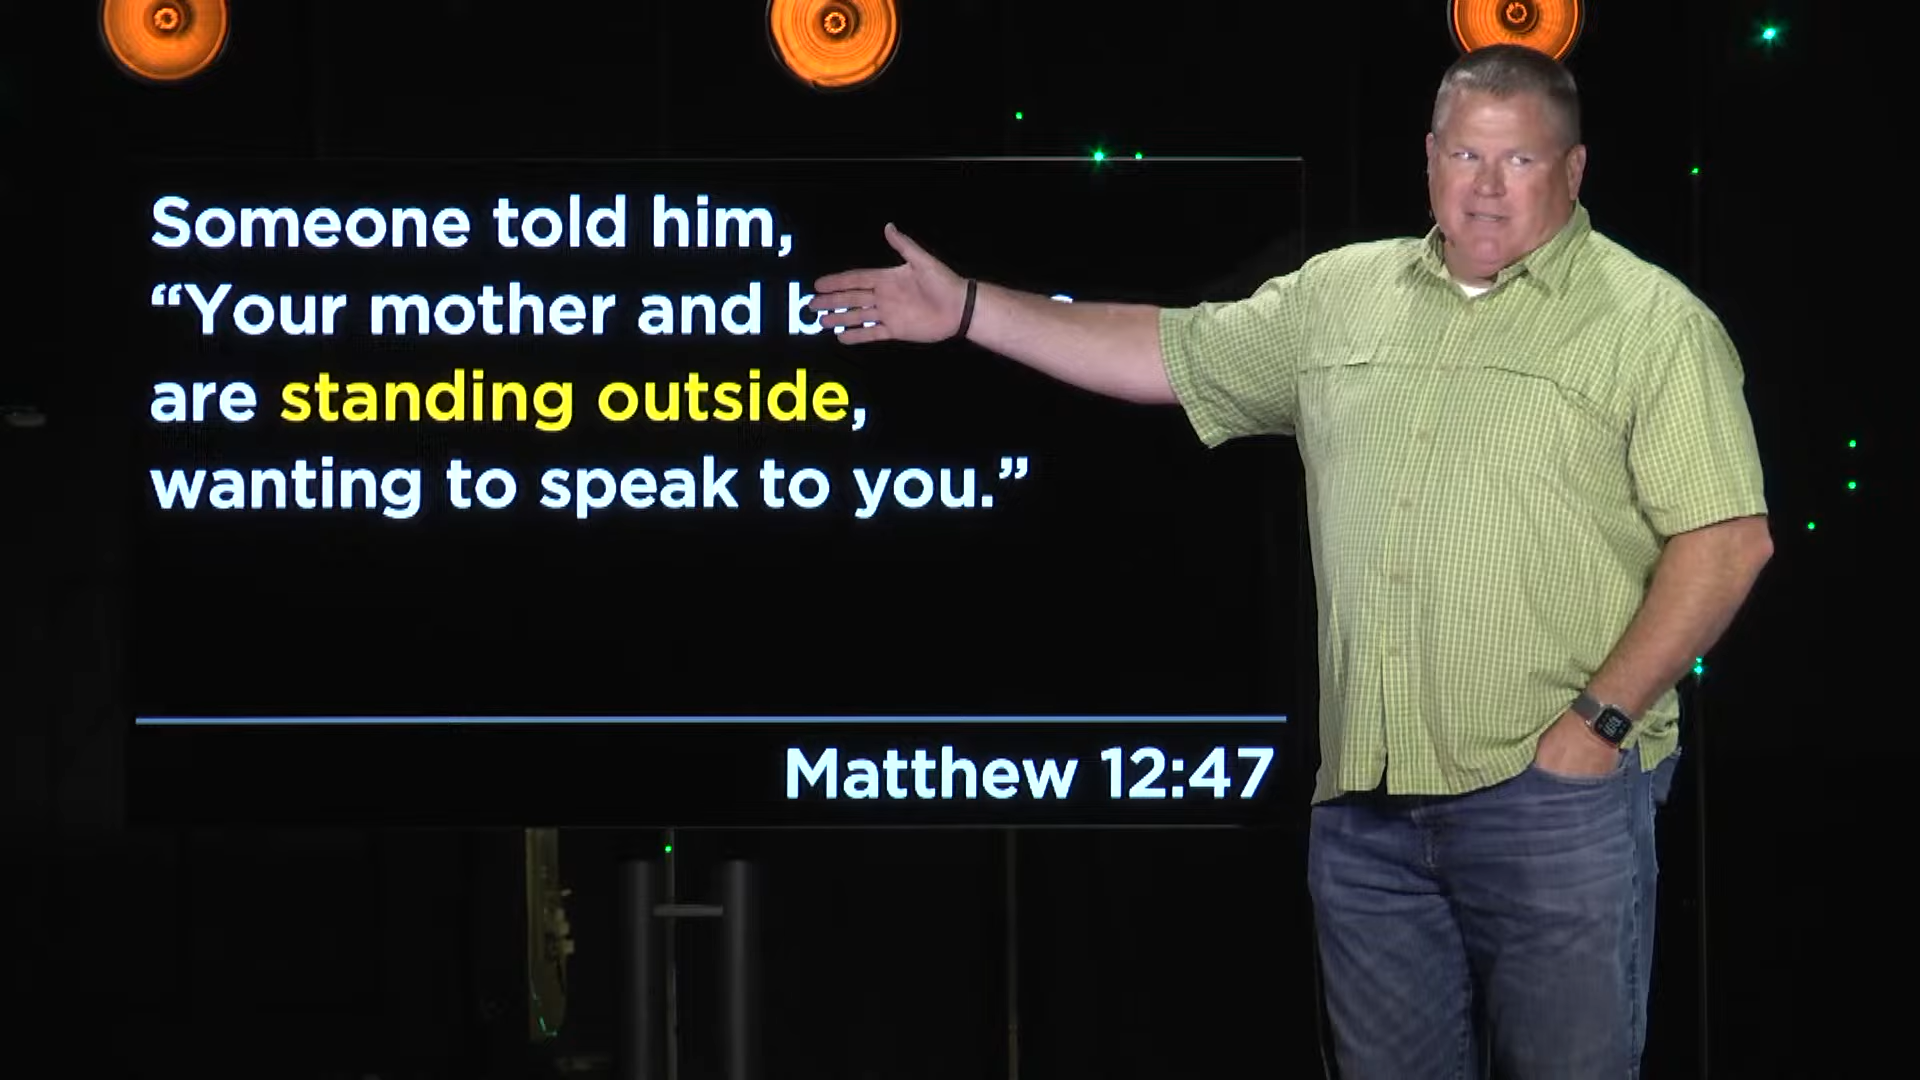 Someone told him,
“Your mother and
are standing outside,
wanting to speak to you.”
Matthew 12:47